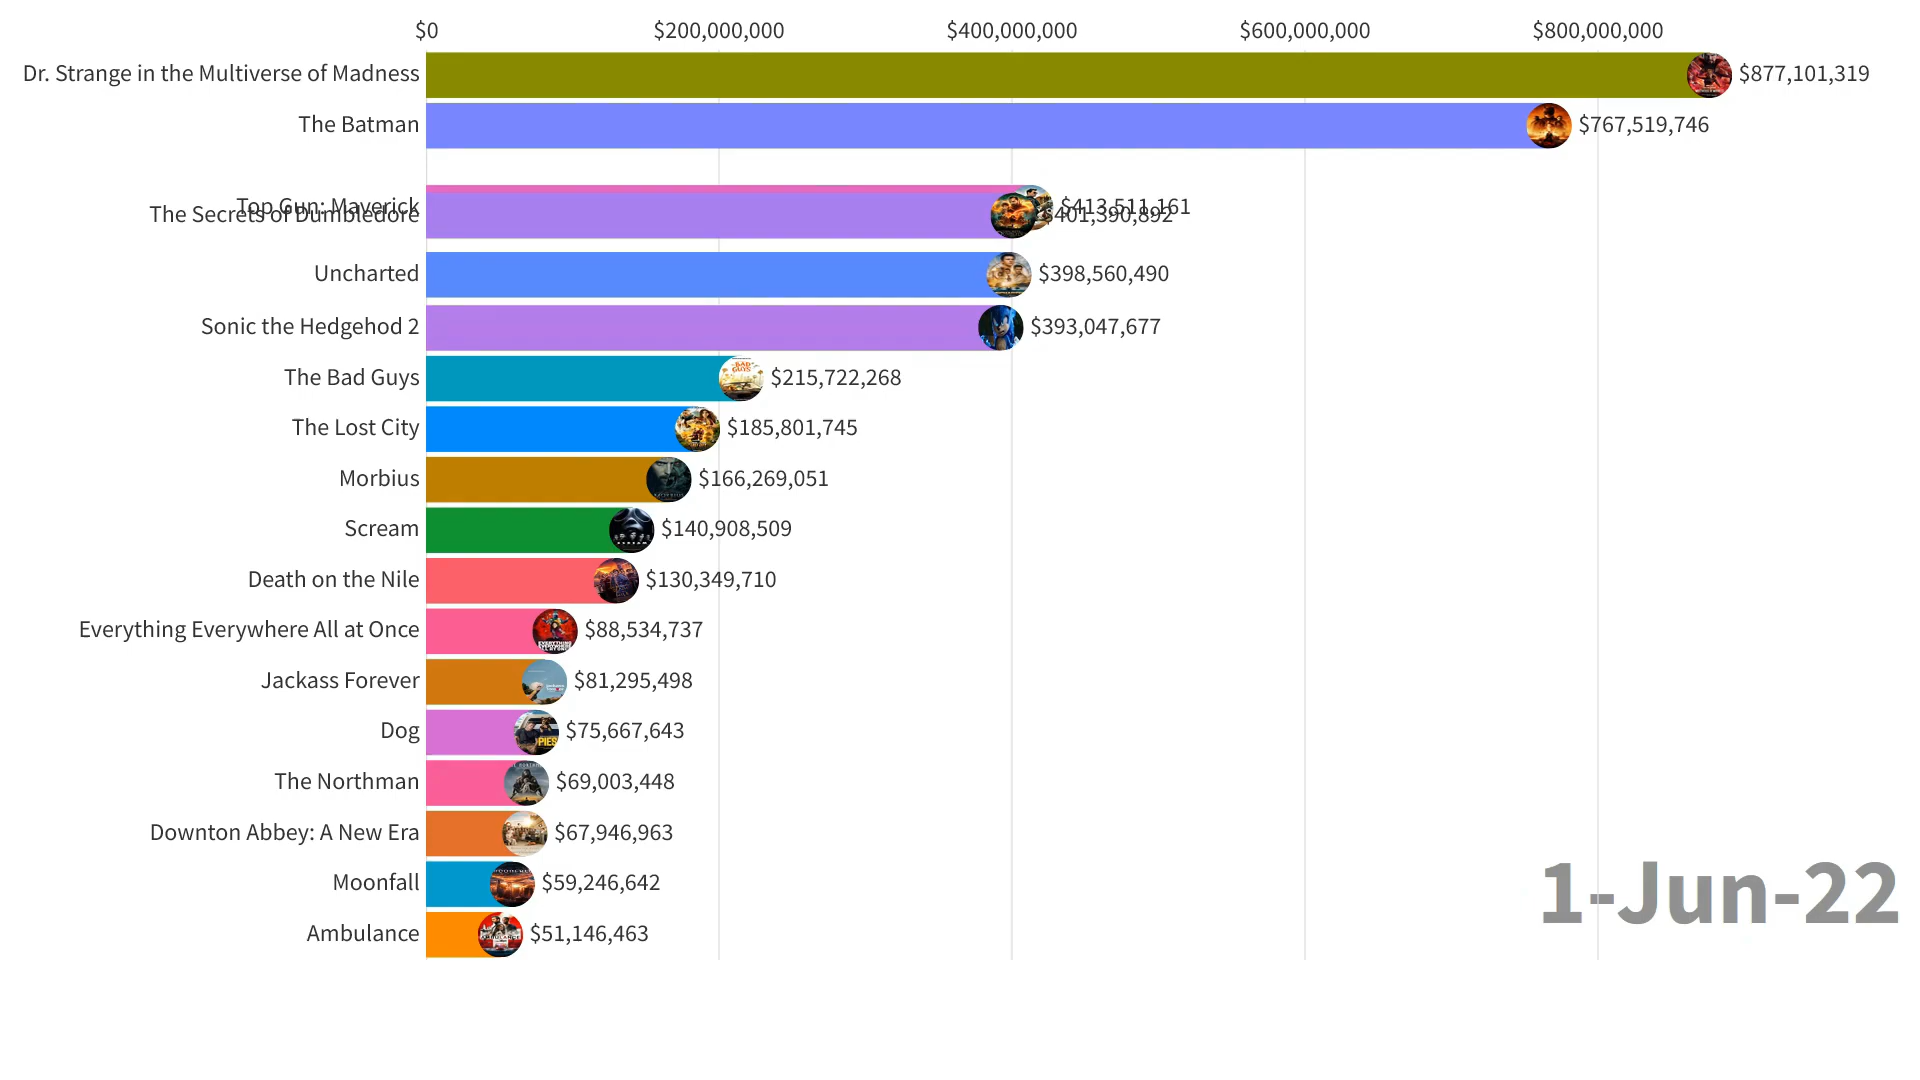 $0 $200,000,000 $400,000,000 $600,000,000 $800,000,000
Dr. Strange in the Multiverse of Madness $877,101,319
The Batman $767,519,746
Top Gun: Maverick $413,511,161
The Secrets of Dumbledore $401,390,892
Uncharted $398,560,490
Sonic the Hedgehod 2 $393,047,677
The Bad Guys $215,722,268
The Lost City $185,801,745
Morbius $166,269,051
Scream $140,908,509
Death on the Nile $130,349,710
Everything Everywhere All at Once $88,534,737
Jackass Forever $81,295,498
Dog $75,667,643
The Northman $69,003,448
Downton Abbey: A New Era $67,946,963
Moonfall $59,246,642
Ambulance $51,146,463
1-Jun-22